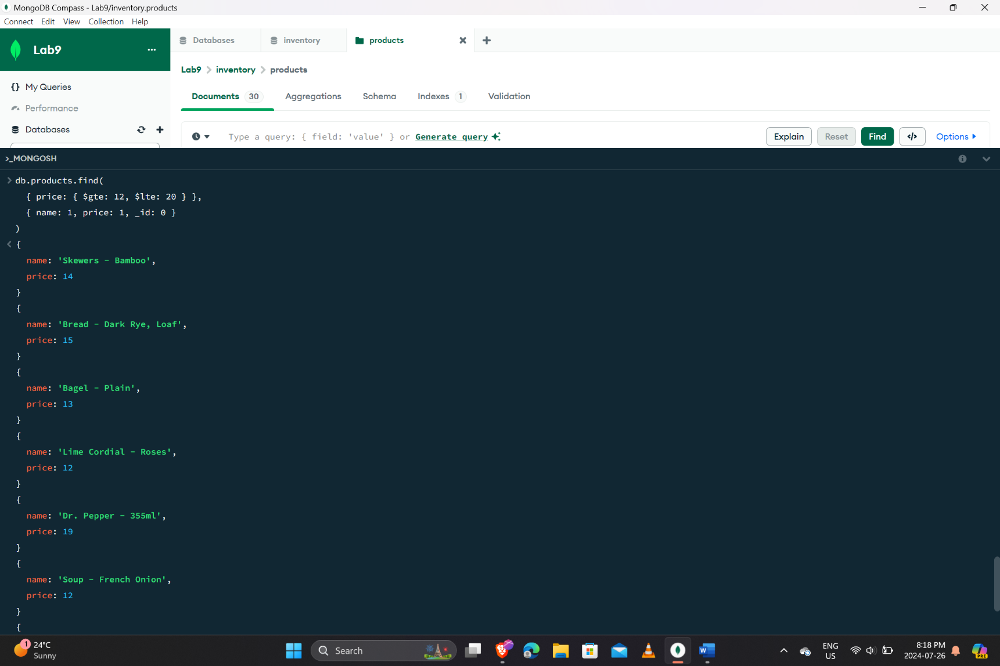 MongoDB Compass - Lab9/inventory.products
Connect Edit View Collection Help
Lab9 ...
Databases inventory products
Lab9 > inventory > products
{} My Queries
Performance
Databases
Documents 30 Aggregations Schema Indexes 1 Validation
Type a query: { field: 'value' } or Generate query
Explain Reset Find </> Options
>_MONGOSH
> db.products.find(
{ price: { $gte: 12, $lte: 20 } },
{ name: 1, price: 1, _id: 0 }
)
< {
name: 'Skewers - Bamboo',
price: 14
}
{
name: 'Bread - Dark Rye, Loaf',
price: 15
}
{
name: 'Bagel - Plain',
price: 13
}
{
name: 'Lime Cordial - Roses',
price: 12
}
{
name: 'Dr. Pepper - 355ml',
price: 19
}
{
name: 'Soup - French Onion',
price: 12
}
{
1
24°C
Sunny
Search
W
ENG
US
8:18 PM
2024-07-26
PRE